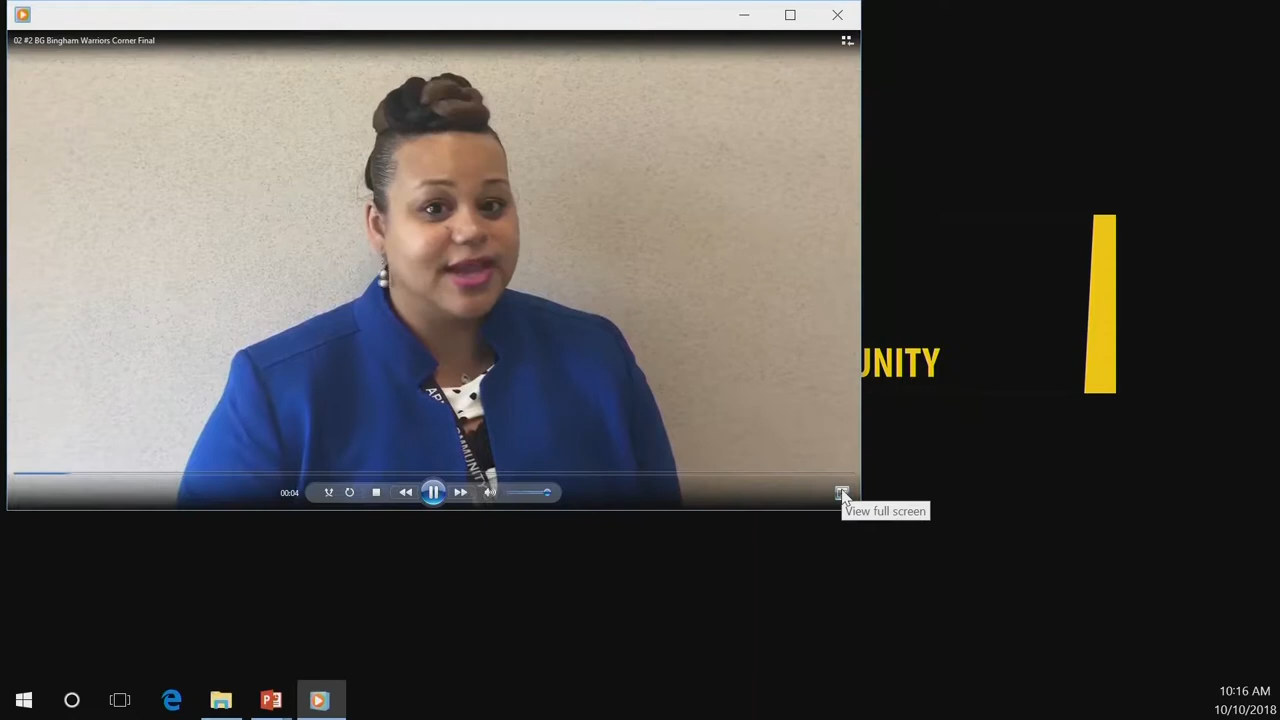 02 #2 BG Bingham Warriors Corner Final
COMMUNITY
UNITY
00:04
View full screen
10:16 AM
10/10/2018